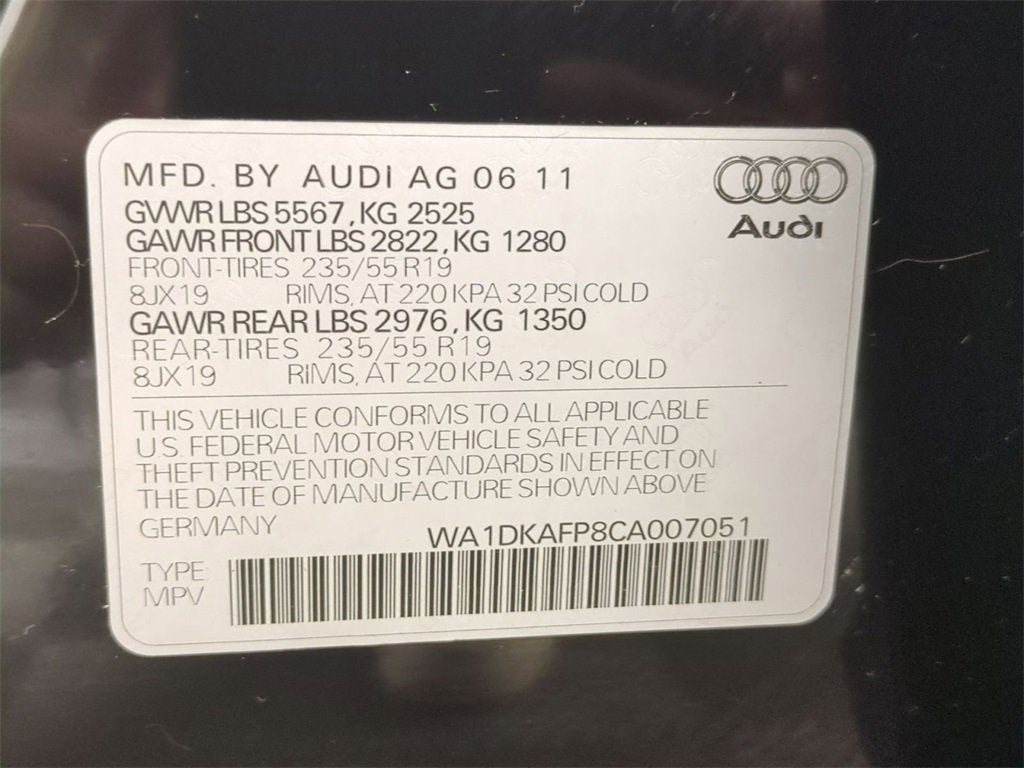 MFD. BY AUDI AG 06 11
GVWR LBS 5567, KG 2525
Audi
GAWR FRONT LBS 2822, KG 1280
FRONT-TIRES 235/55 R19
8JX19 RIMS, AT 220 KPA 32 PSI COLD
GAWR REAR LBS 2976, KG 1350
REAR-TIRES 235/55 R19
8JX19 RIMS, AT 220 KPA 32 PSI COLD
THIS VEHICLE CONFORMS TO ALL APPLICABLE
U.S. FEDERAL MOTOR VEHICLE SAFETY AND
THEFT PREVENTION STANDARDS IN EFFECT ON
THE DATE OF MANUFACTURE SHOWN ABOVE
GERMANY WA1DKAFP8CA007051
TYPE:
MPV